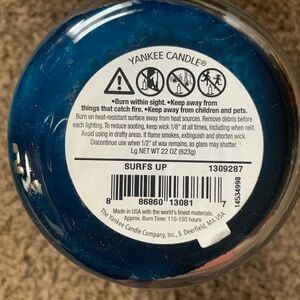 YANKEE CANDLE®
•Burn within sight. •Keep away from
things that catch fire. •Keep away from children and pets.
Burn on heat-resistant surface away from heat sources. Remove debris before
each lighting. To reduce sooting, keep wick 1/8" at all times, including when relit.
Avoid using in drafts. If flame smokes, extinguish and shorten wick.
Discontinue use when 1/2" of wax remains, as glass may shatter.
Lg NET WT 22 OZ (623g)
SURFS UP 1309287
8 86860 13081 7
14534998
Made in USA with the world's finest materials.
Approx. Burn Time: 110-150 hours
The Yankee Candle Company, Inc., S. Deerfield, MA USA